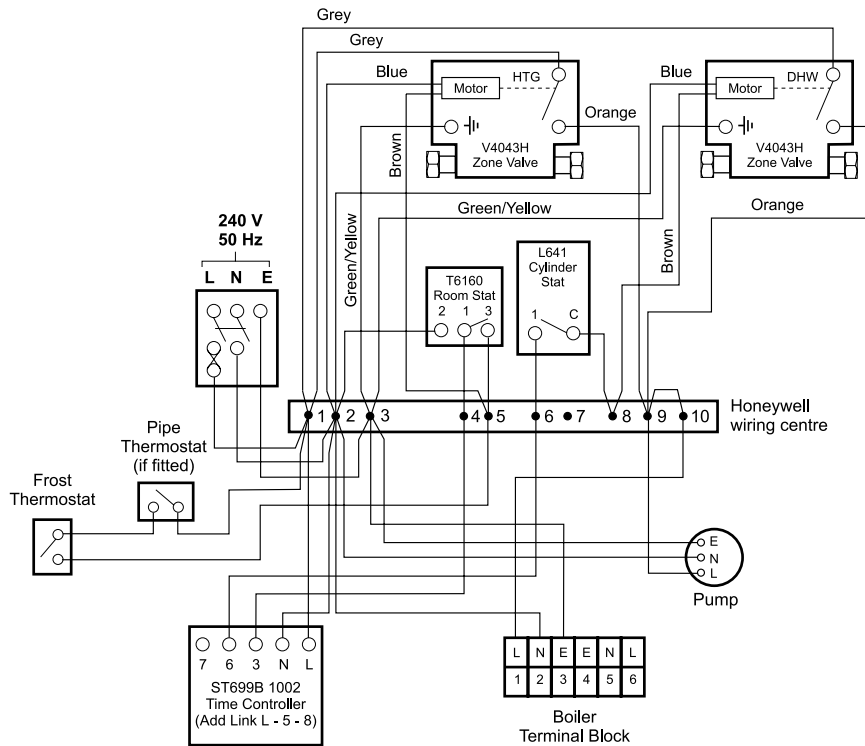 Grey
Grey
Blue
HTG
Motor
Orange
V4043H
Zone Valve
Brown
Blue
DHW
Motor
V4043H
Zone Valve
Green/Yellow
Green/Yellow
Brown
Orange
240 V
50 Hz
L N E
T6160
Room Stat
2 1 3
L641
Cylinder
Stat
1 C
1 2 3 4 5 6 7 8 9 10
Honeywell
wiring centre
Pipe
Thermostat
(if fitted)
Frost
Thermostat
E
N
L
Pump
7 6 3 N L
ST699B 1002
Time Controller
(Add Link L - 5 - 8)
L N E E N L
1 2 3 4 5 6
Boiler
Terminal Block